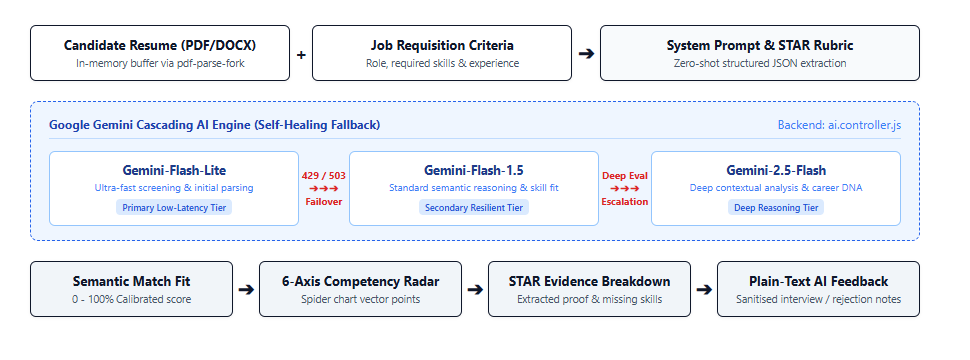 Candidate Resume (PDF/DOCX)
In-memory buffer via pdf-parse-fork
+
Job Requisition Criteria
Role, required skills & experience
➔
System Prompt & STAR Rubric
Zero-shot structured JSON extraction
Google Gemini Cascading AI Engine (Self-Healing Fallback)
Backend: ai.controller.js
Gemini-Flash-Lite
Ultra-fast screening & initial parsing
Primary Low-Latency Tier
429 / 503
➔➔➔
Failover
Gemini-Flash-1.5
Standard semantic reasoning & skill fit
Secondary Resilient Tier
Deep Eval
➔➔➔
Escalation
Gemini-2.5-Flash
Deep contextual analysis & career DNA
Deep Reasoning Tier
Semantic Match Fit
0 - 100% Calibrated score
➔
6-Axis Competency Radar
Spider chart vector points
➔
STAR Evidence Breakdown
Extracted proof & missing skills
➔
Plain-Text AI Feedback
Sanitised interview / rejection notes